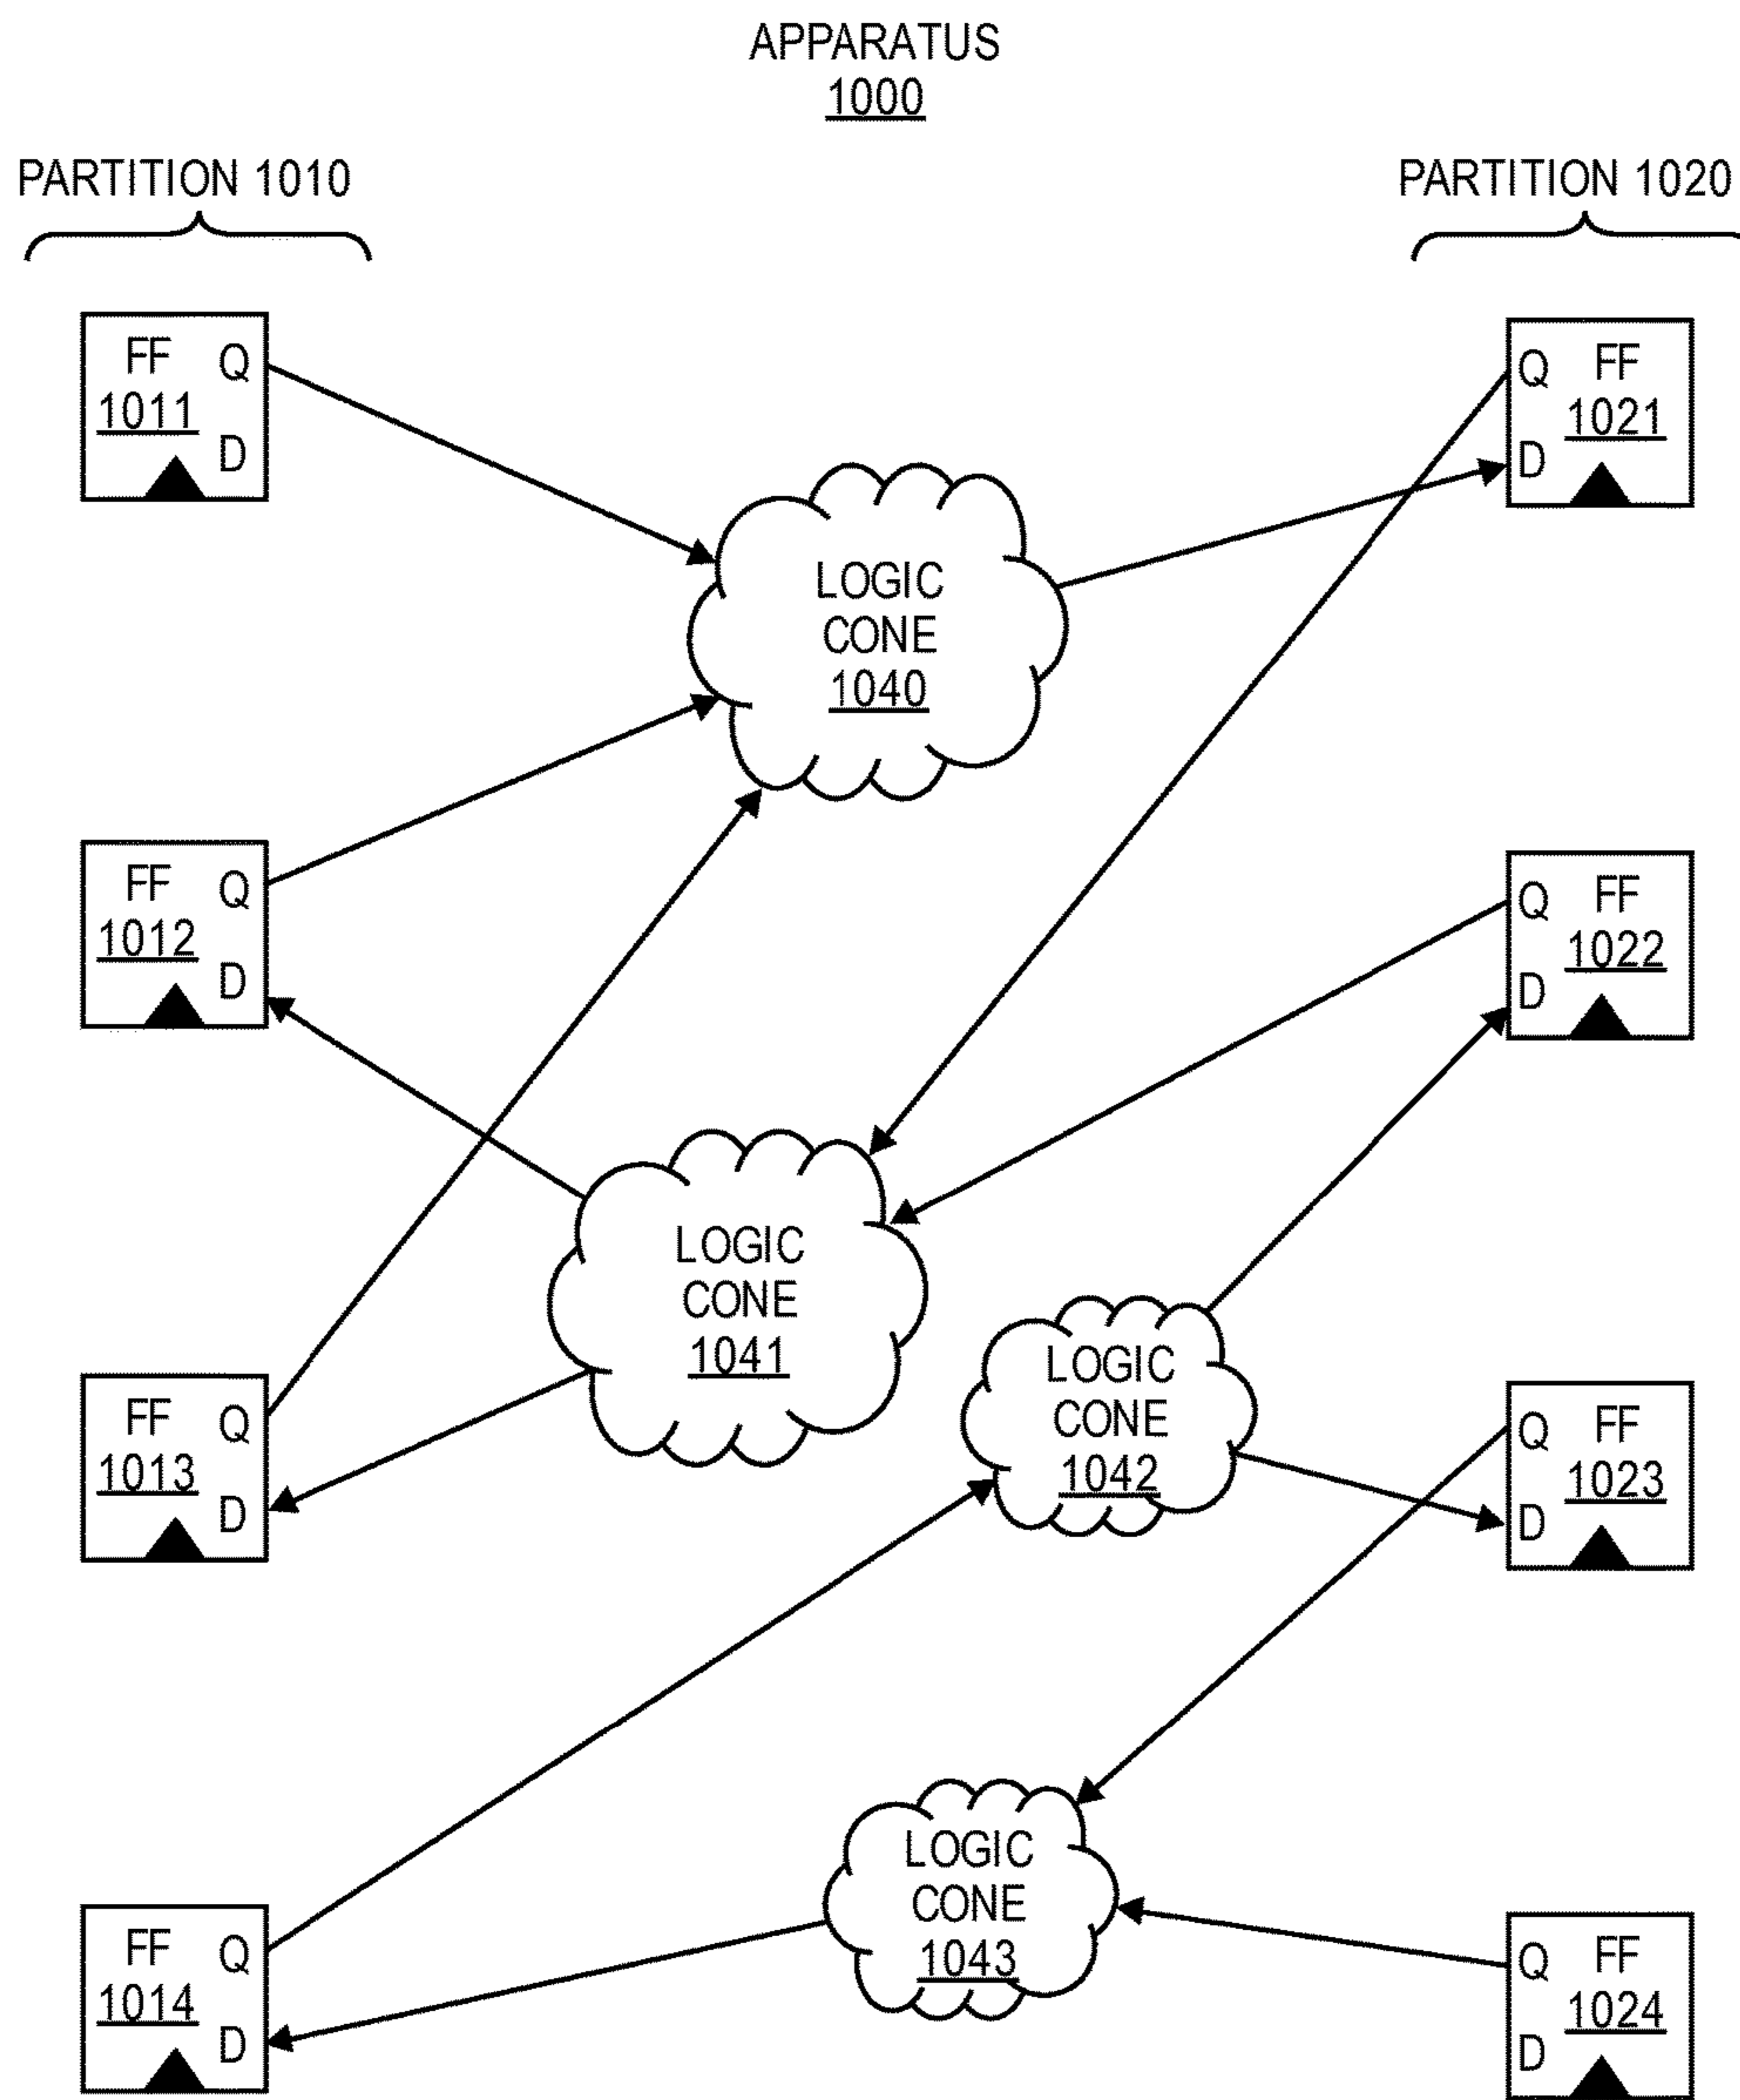 APPARATUS
1000
PARTITION 1010
PARTITION 1020
FF Q
1011
D
Q FF
1021
D
LOGIC
CONE
1040
FF Q
1012
D
Q FF
1022
D
LOGIC
CONE
1041
LOGIC
CONE
1042
FF Q
1013
D
Q FF
1023
D
LOGIC
CONE
1043
FF Q
1014
D
Q FF
1024
D